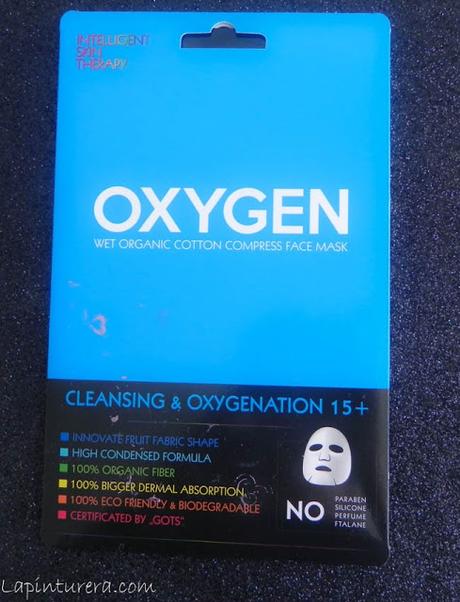 INTELLIGENT
SKIN
THERAPY
OXYGEN
WET ORGANIC COTTON COMPRESS FACE MASK
CLEANSING & OXYGENATION 15+
INNOVATE FRUIT FABRIC SHAPE
HIGH CONDENSED FORMULA
100% ORGANIC FIBER
100% BIGGER DERMAL ABSORPTION
100% ECO FRIENDLY & BIODEGRADABLE
CERTIFICATED BY „GOTS"
NO
PARABEN
SILICONE
PERFUME
FTALANE
Lapinturera.com